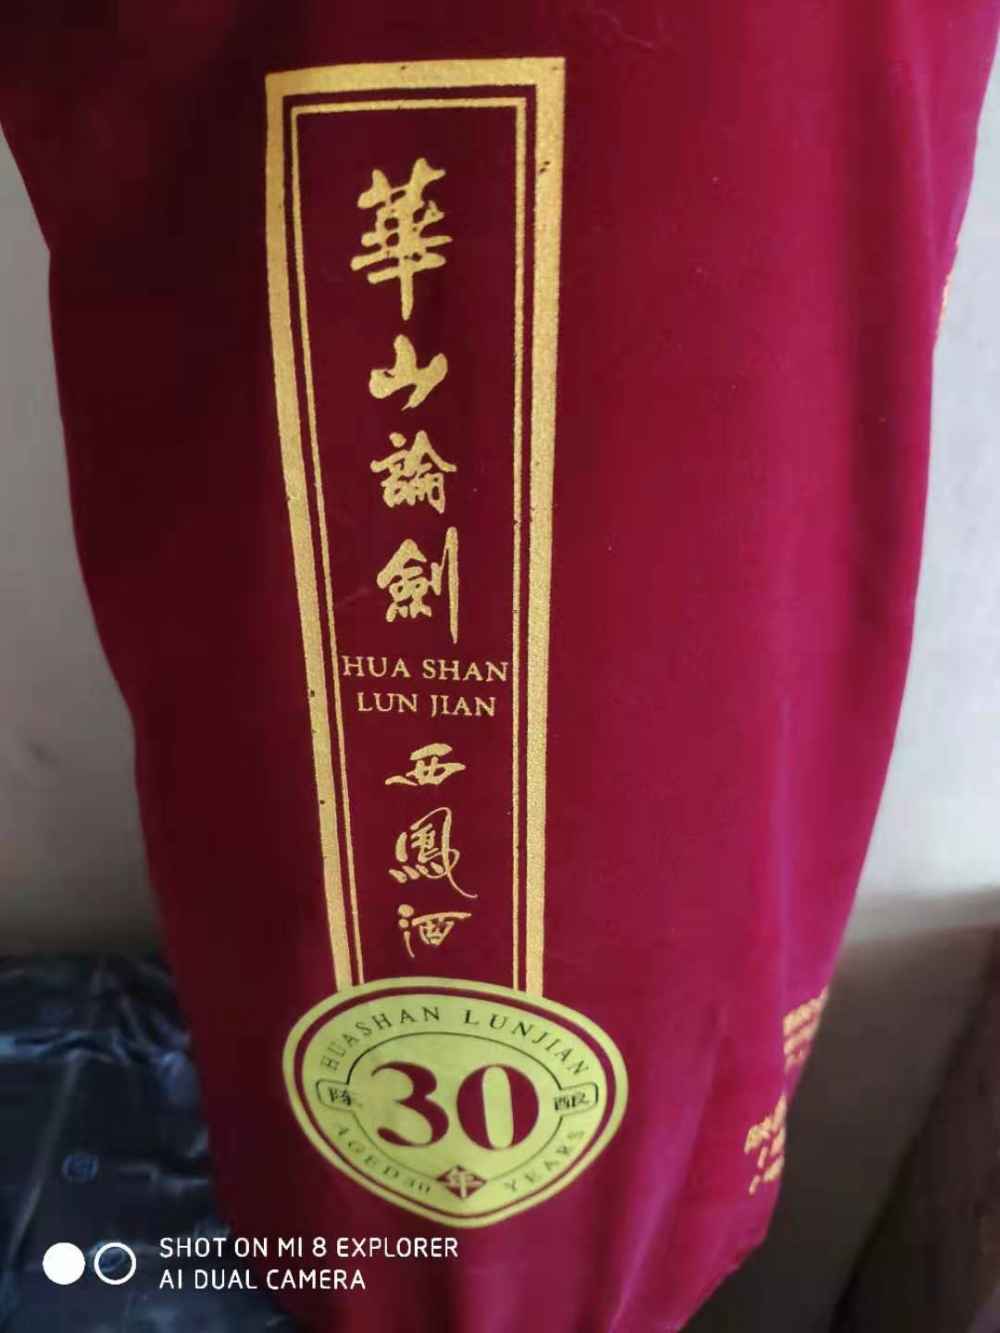 華山論劍
HUA SHAN
LUN JIAN
西鳳酒
HUASHAN LUNJIAN
陈 30 酿
AGED 30 年 YEARS
SHOT ON MI 8 EXPLORER
AI DUAL CAMERA